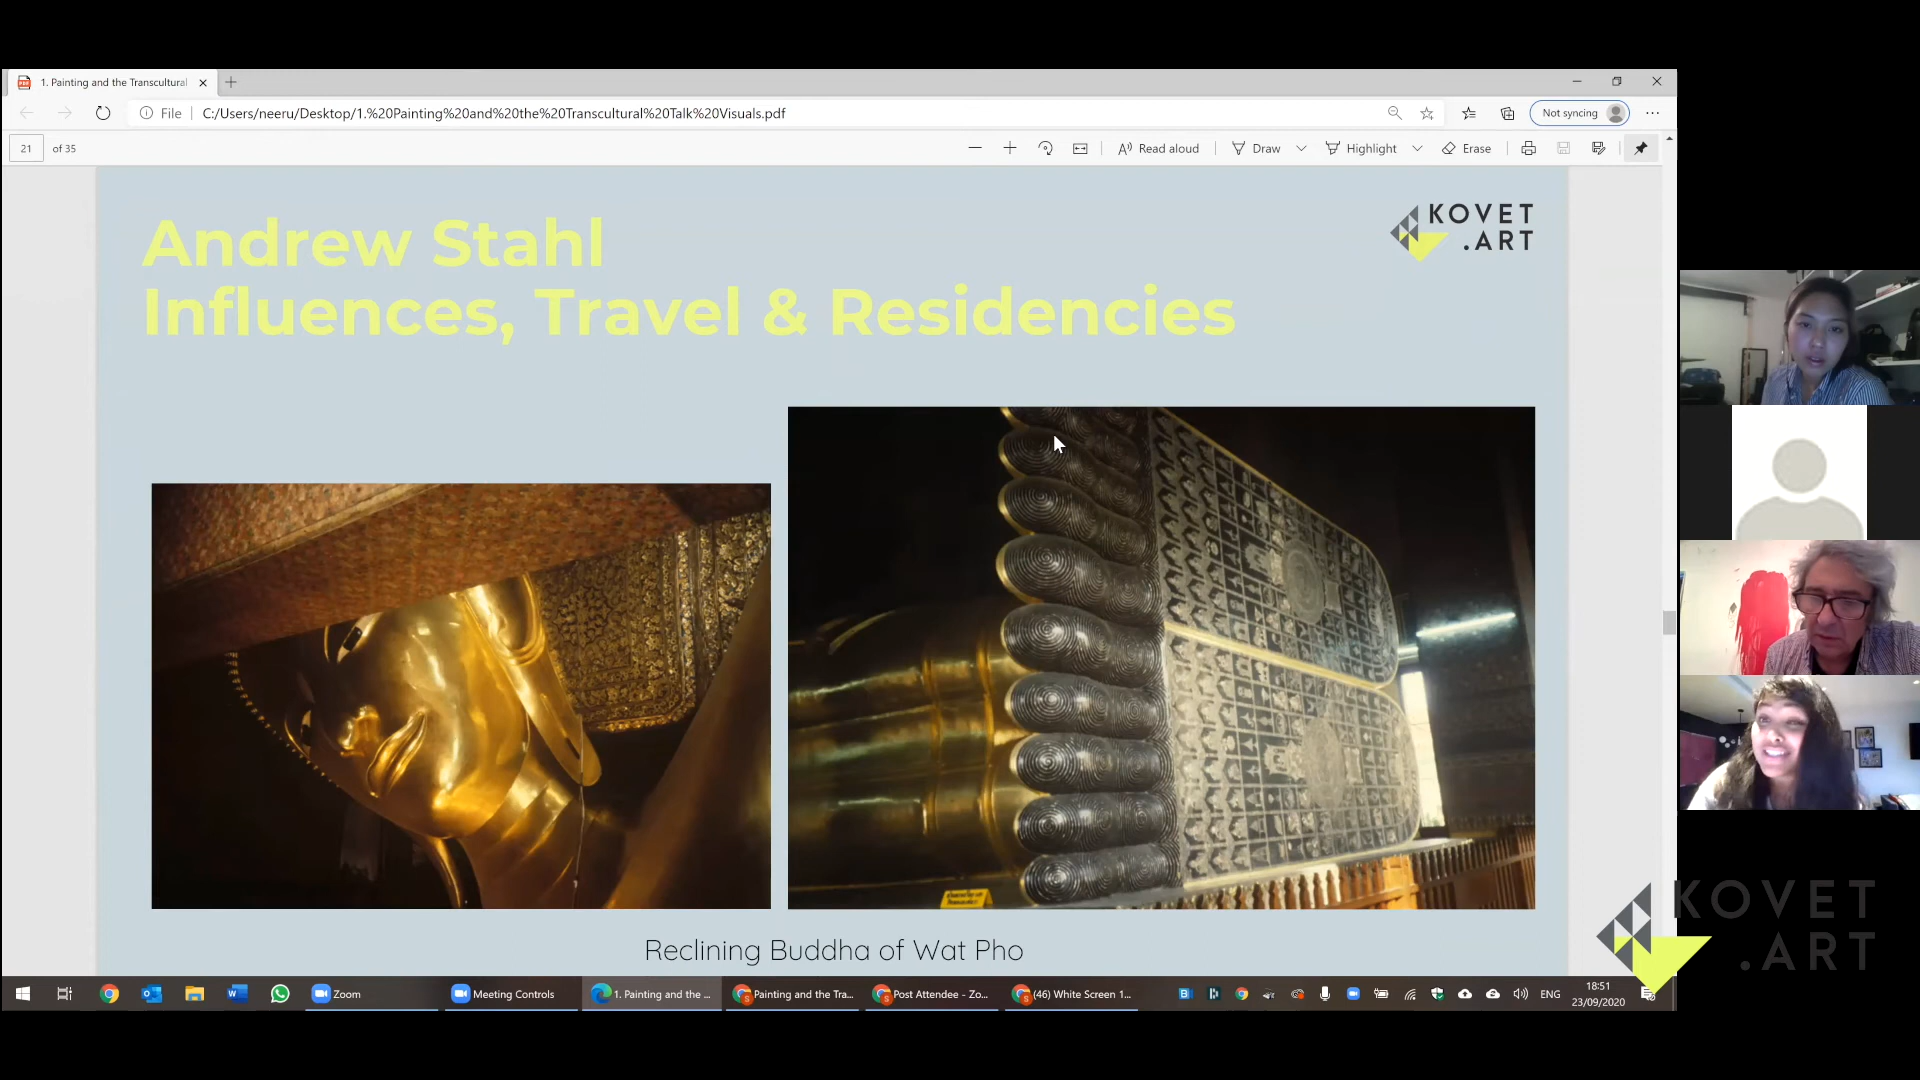 1. Painting and the Transcultural
File
C:/Users/neeru/Desktop/1.%20Painting%20and%20the%20Transcultural%20Talk%20Visuals.pdf
Not syncing
21 of 35
Read aloud
Draw
Highlight
Erase
Andrew Stahl
Influences, Travel & Residencies
KOVET
.ART
Reclining Buddha of Wat Pho
KOVET
.ART
Zoom
Meeting Controls
1. Painting and the ...
Painting and the Tra...
Post Attendee - Zo...
(46) White Screen 1...
ENG
18:51
23/09/2020